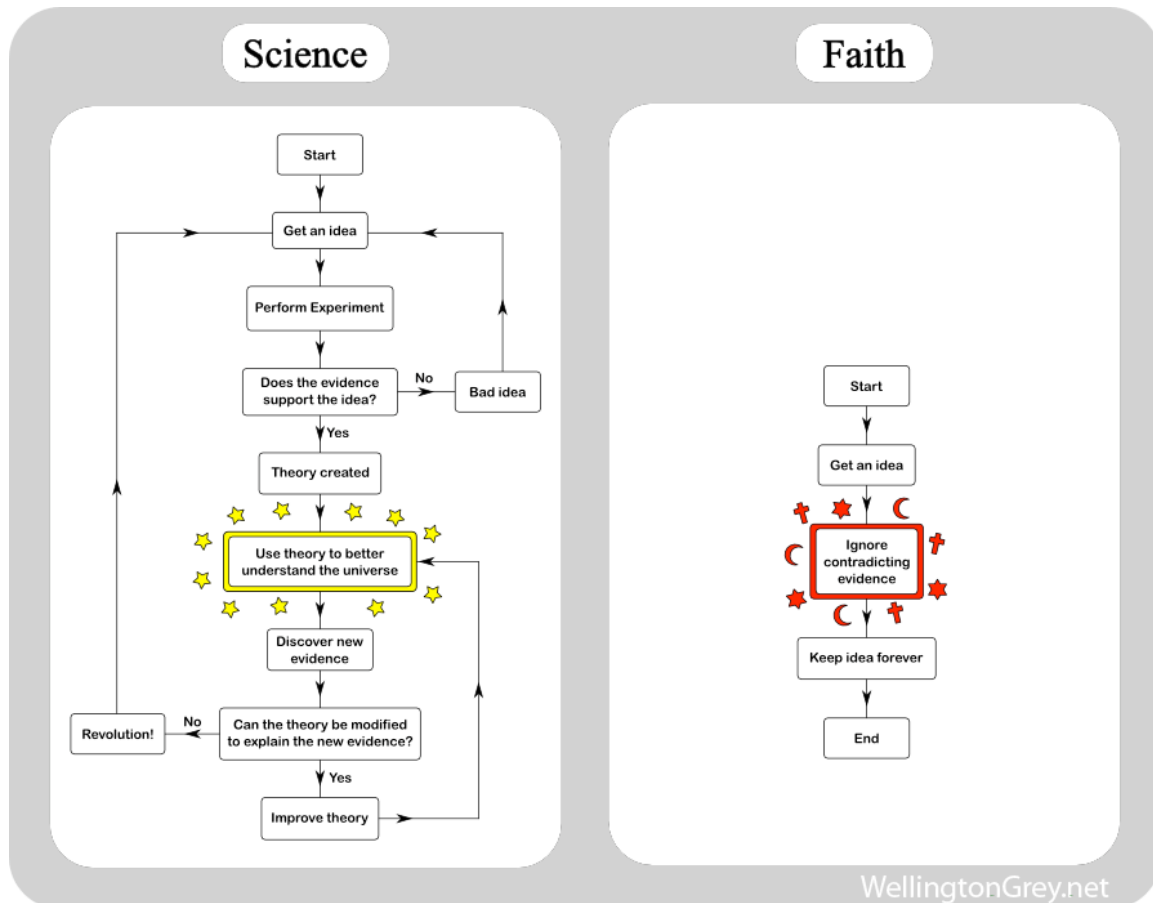 Science
Start
Get an idea
Perform Experiment
Does the evidence
support the idea?
No
Bad idea
Yes
Theory created
Use theory to better
understand the universe
Discover new
evidence
Can the theory be modified
to explain the new evidence?
No
Revolution!
Yes
Improve theory
Faith
Start
Get an idea
Ignore
contradicting
evidence
Keep idea forever
End
WellingtonGrey.net